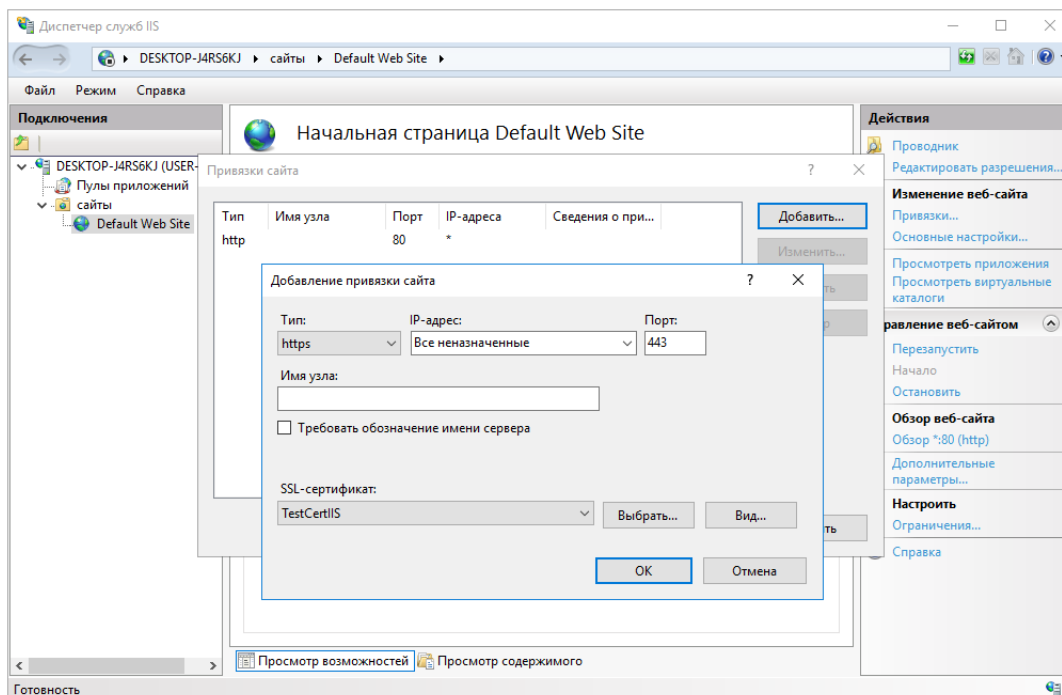 Диспетчер служб IIS
DESKTOP-J4RS6KJ сайты Default Web Site
Файл Режим Справка
Подключения
DESKTOP-J4RS6KJ (USER-
Пулы приложений
сайты
Default Web Site
Начальная страница Default Web Site
Привязки сайта
Тип Имя узла Порт IP-адреса Сведения о при...
http 80 *
Добавить...
Изменить...
ть
р
ть
Добавление привязки сайта
Тип: IP-адрес: Порт:
https Все неназначенные 443
Имя узла:
Требовать обозначение имени сервера
SSL-сертификат:
TestCertIIS Выбрать... Вид...
OK Отмена
Действия
Проводник
Редактировать разрешения...
Изменение веб-сайта
Привязки...
Основные настройки...
Просмотреть приложения
Просмотреть виртуальные
каталоги
равление веб-сайтом
Перезапустить
Начало
Остановить
Обзор веб-сайта
Обзор *:80 (http)
Дополнительные
параметры...
Настроить
Ограничения...
Справка
Просмотр возможностей Просмотр содержимого
Готовность